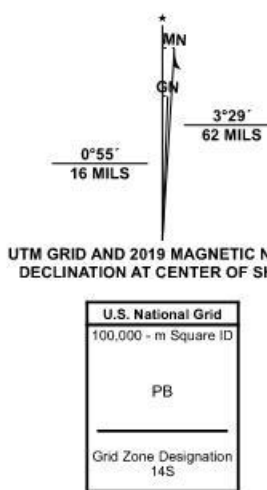 MN
GN
0°55´
16 MILS
3°29´
62 MILS
UTM GRID AND 2019 MAGNETIC
DECLINATION AT CENTER OF
U.S. National Grid
100,000 - m Square ID
PB
Grid Zone Designation
14S